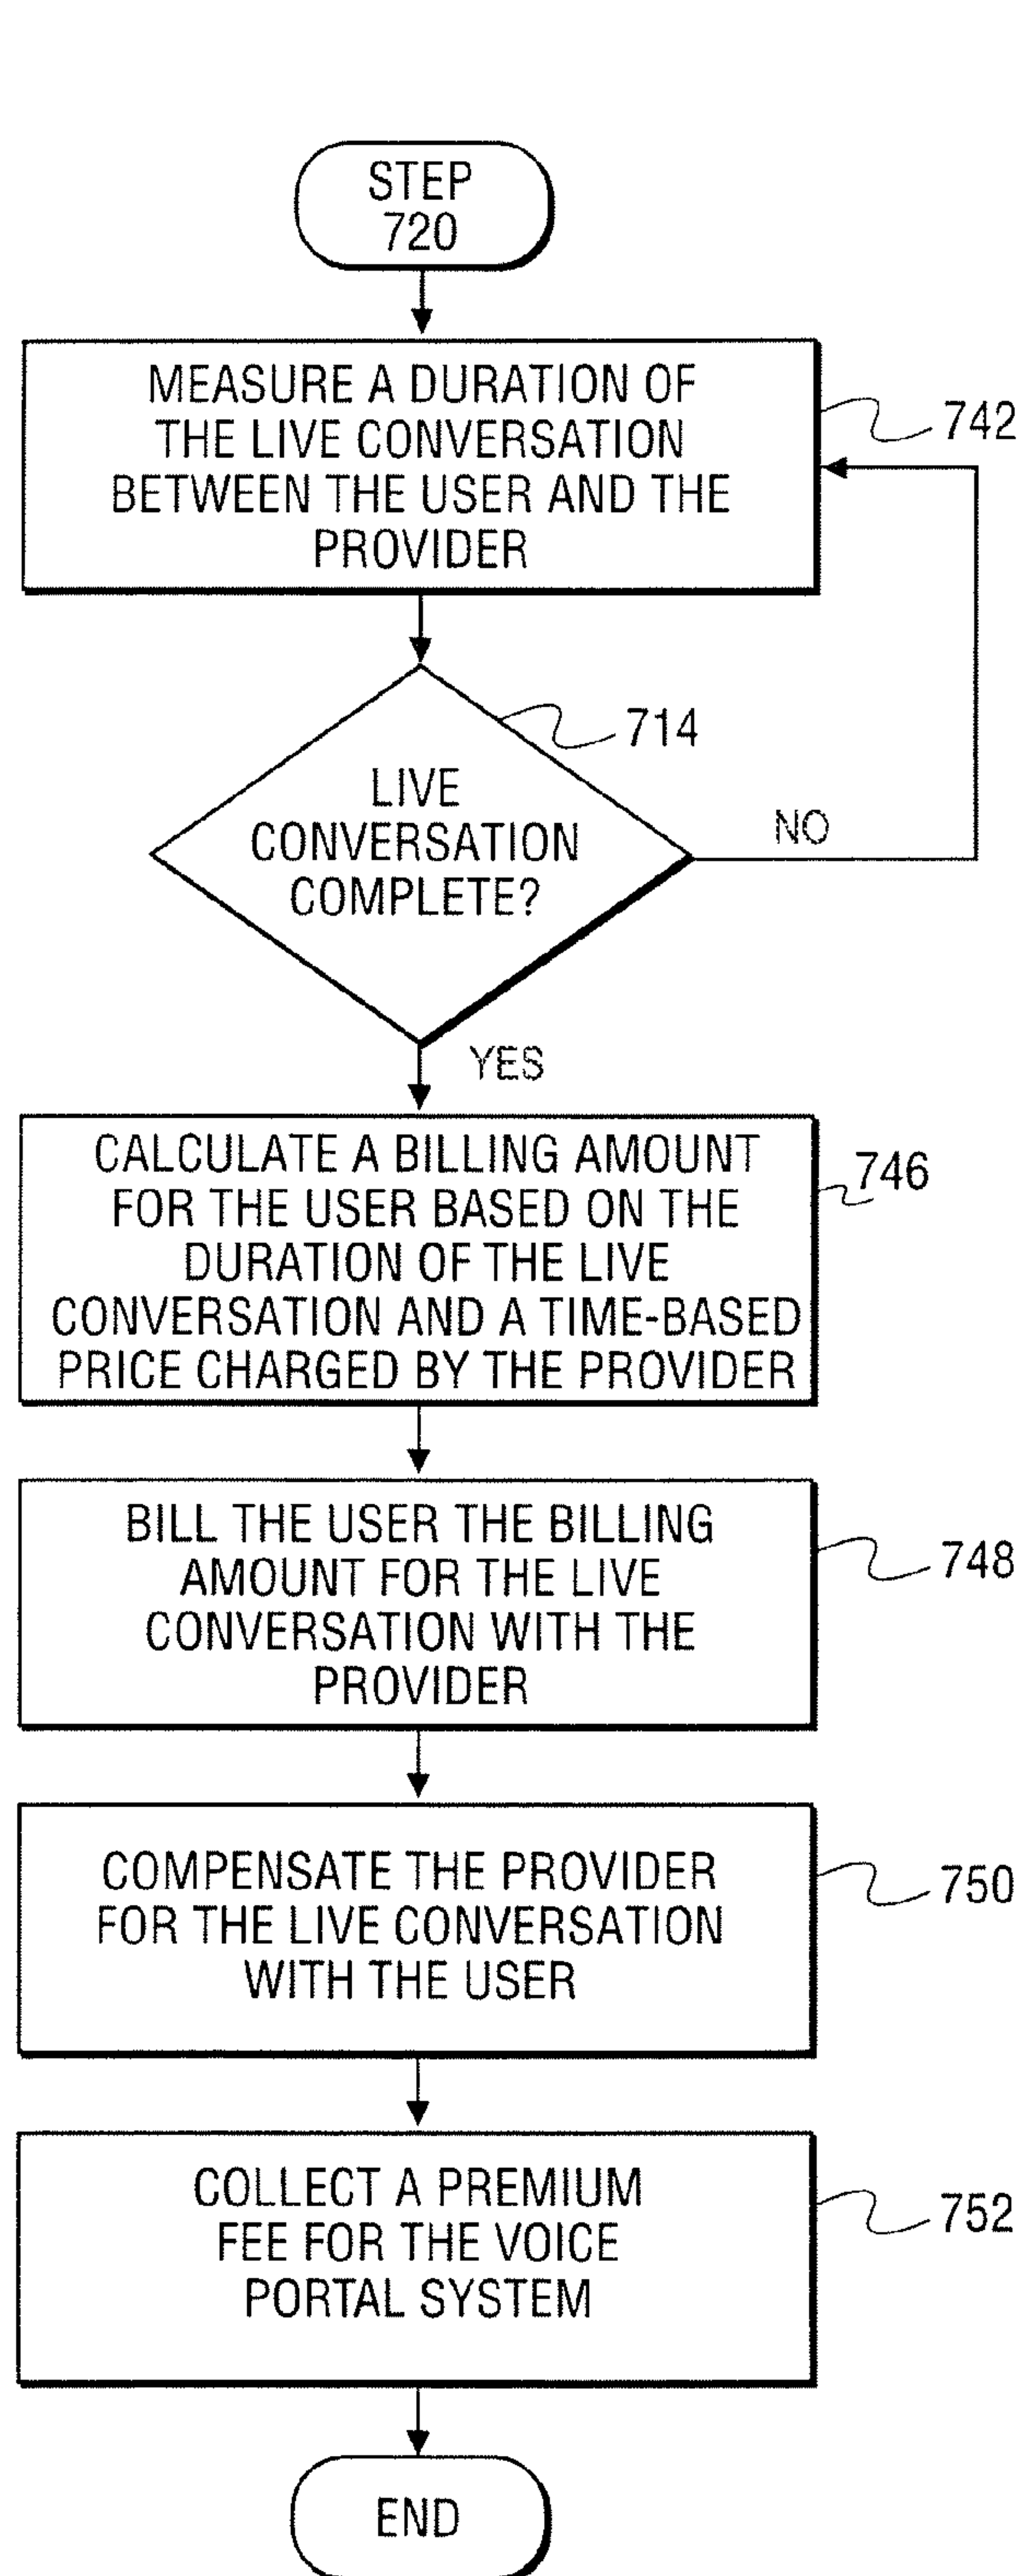 STEP
720
MEASURE A DURATION OF
THE LIVE CONVERSATION
BETWEEN THE USER AND THE
PROVIDER
742
714
LIVE
CONVERSATION
COMPLETE?
NO
YES
CALCULATE A BILLING AMOUNT
FOR THE USER BASED ON THE
DURATION OF THE LIVE
CONVERSATION AND A TIME-BASED
PRICE CHARGED BY THE PROVIDER
746
BILL THE USER THE BILLING
AMOUNT FOR THE LIVE
CONVERSATION WITH THE
PROVIDER
748
COMPENSATE THE PROVIDER
FOR THE LIVE CONVERSATION
WITH THE USER
750
COLLECT A PREMIUM
FEE FOR THE VOICE
PORTAL SYSTEM
752
END